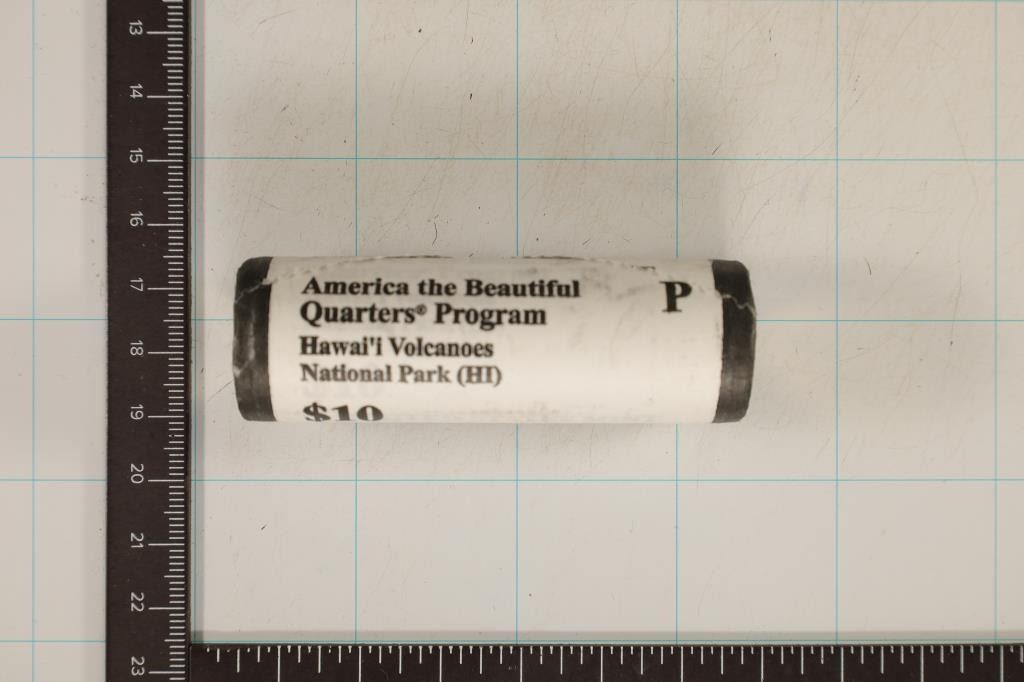 America the Beautiful
Quarters® Program
P
Hawai'i Volcanoes
National Park (HI)
$10
13
14
15
16
17
18
19
20
21
22
23